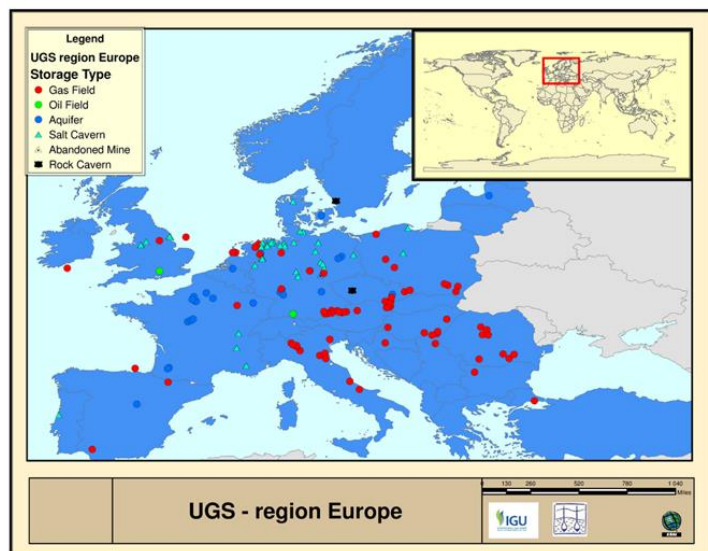 Legend
UGS region Europe
Storage Type
Gas Field
Oil Field
Aquifer
Salt Cavern
Abandoned Mine
Rock Cavern
UGS - region Europe
0 130 260 520 780 1 040
Miles
IGU